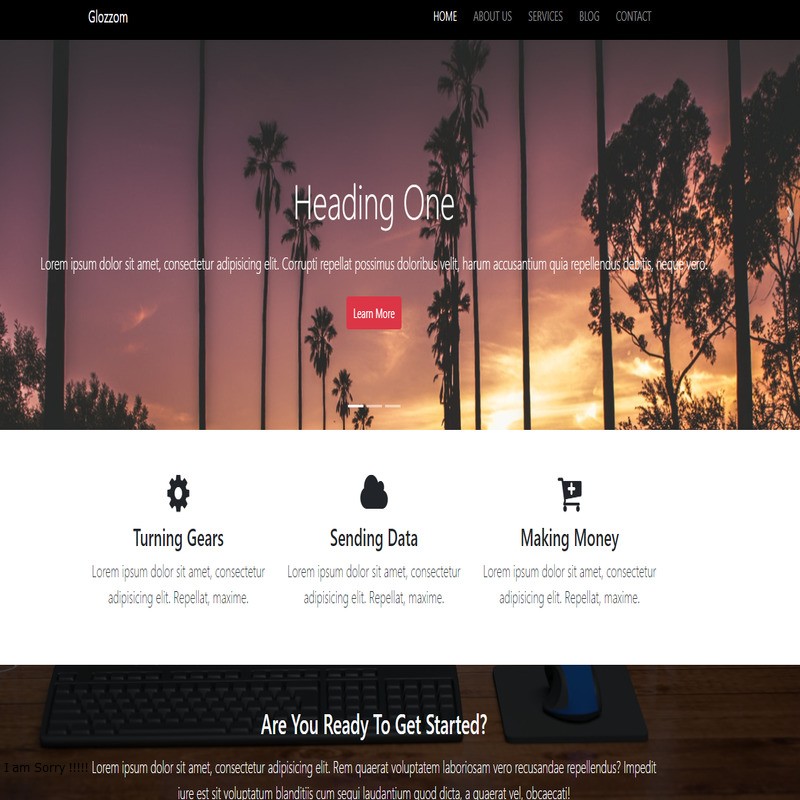 Glozzom
HOME ABOUT US SERVICES BLOG CONTACT
Heading One
Lorem ipsum dolor sit amet, consectetur adipisicing elit. Corrupti repellat possimus doloribus velit, harum accusantium quia repellendus debitis, neque vero.
Learn More
Turning Gears
Lorem ipsum dolor sit amet, consectetur
adipisicing elit. Repellat, maxime.
Sending Data
Lorem ipsum dolor sit amet, consectetur
adipisicing elit. Repellat, maxime.
Making Money
Lorem ipsum dolor sit amet, consectetur
adipisicing elit. Repellat, maxime.
Are You Ready To Get Started?
I am Sorry !!!!!
Lorem ipsum dolor sit amet, consectetur adipisicing elit. Rem quaerat voluptatem laboriosam vero recusandae repellendus? Impedit
iure est sit voluptatum blanditiis cum sequi laudantium quod dicta, a quaerat vel, obcaecati!